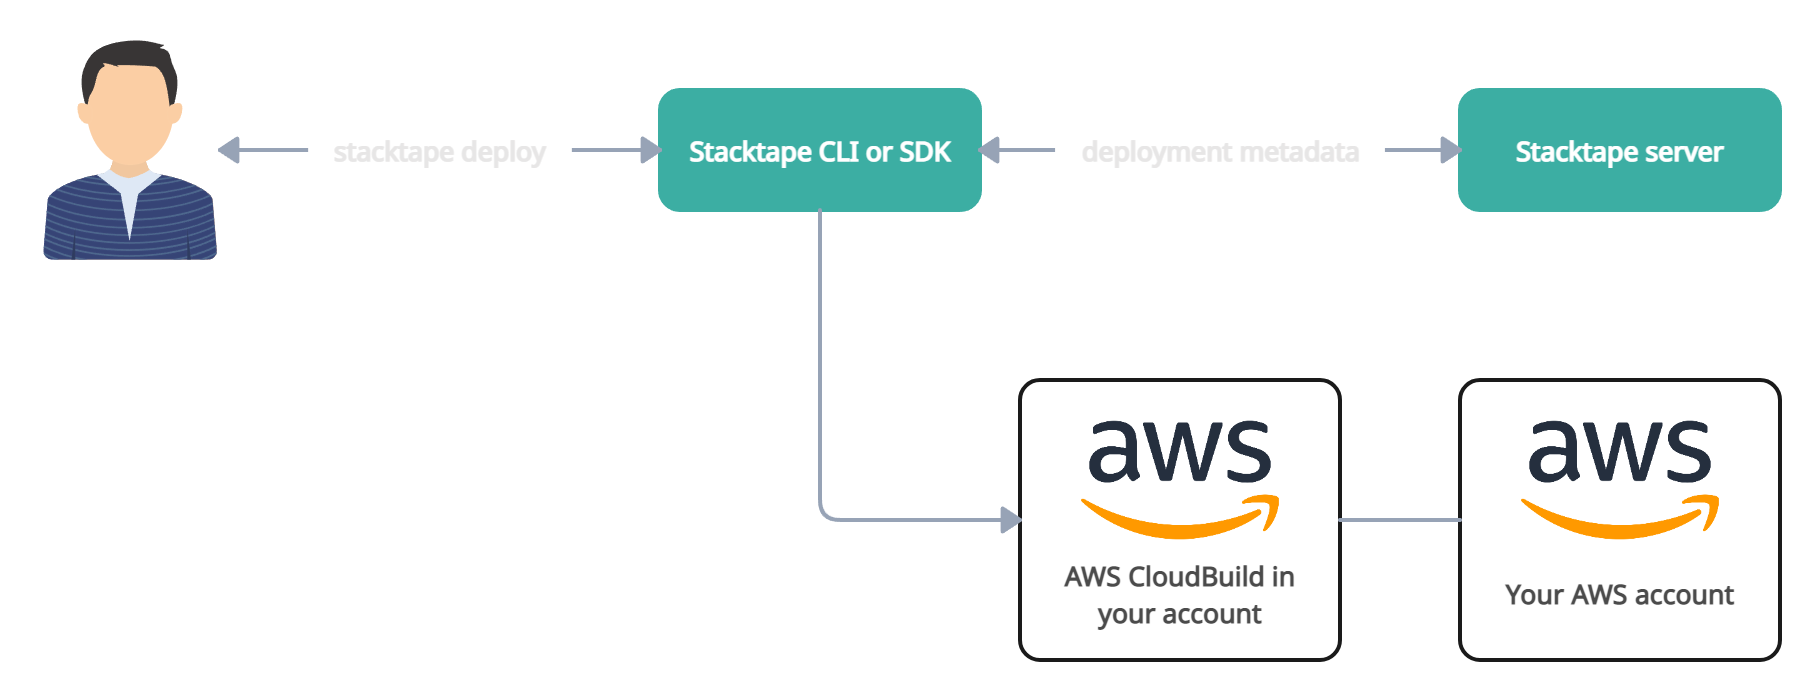 stacktape deploy
Stacktape CLI or SDK
deployment metadata
Stacktape server
aws
AWS CloudBuild in
your account
aws
Your AWS account